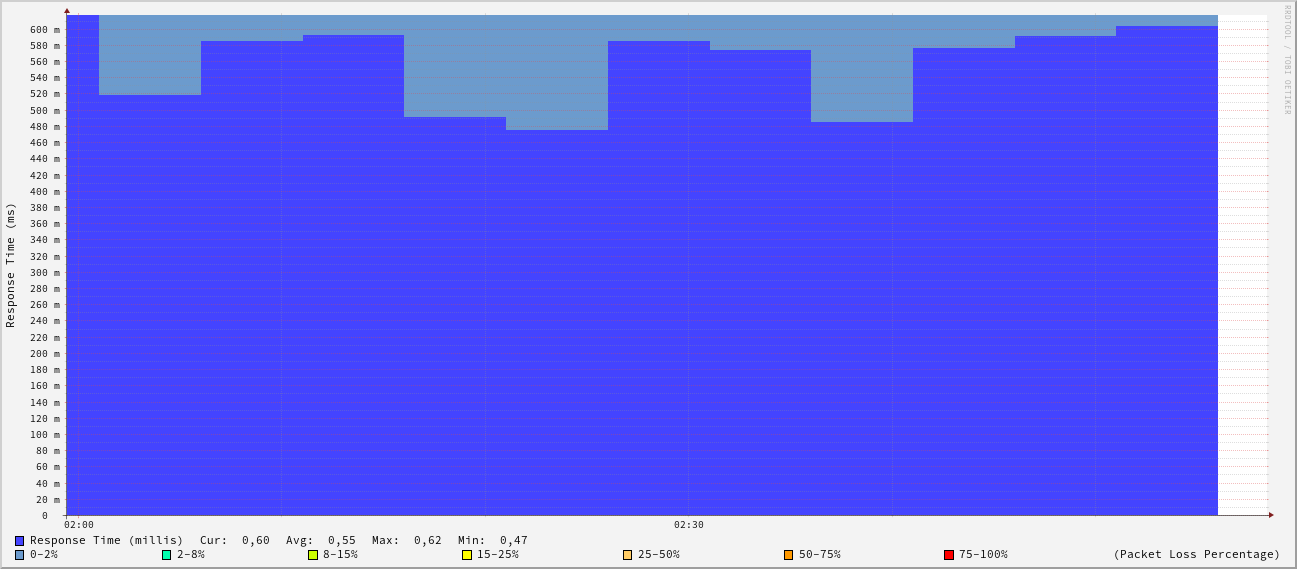 RRDTOOL / TOBI OETIKER
Response Time (ms)
600 m
580 m
560 m
540 m
520 m
500 m
480 m
460 m
440 m
420 m
400 m
380 m
360 m
340 m
320 m
300 m
280 m
260 m
240 m
220 m
200 m
180 m
160 m
140 m
120 m
100 m
80 m
60 m
40 m
20 m
0
02:00 02:30
Response Time (millis) Cur: 0,60 Avg: 0,55 Max: 0,62 Min: 0,47
0-2% 2-8% 8-15% 15-25% 25-50% 50-75% 75-100% (Packet Loss Percentage)